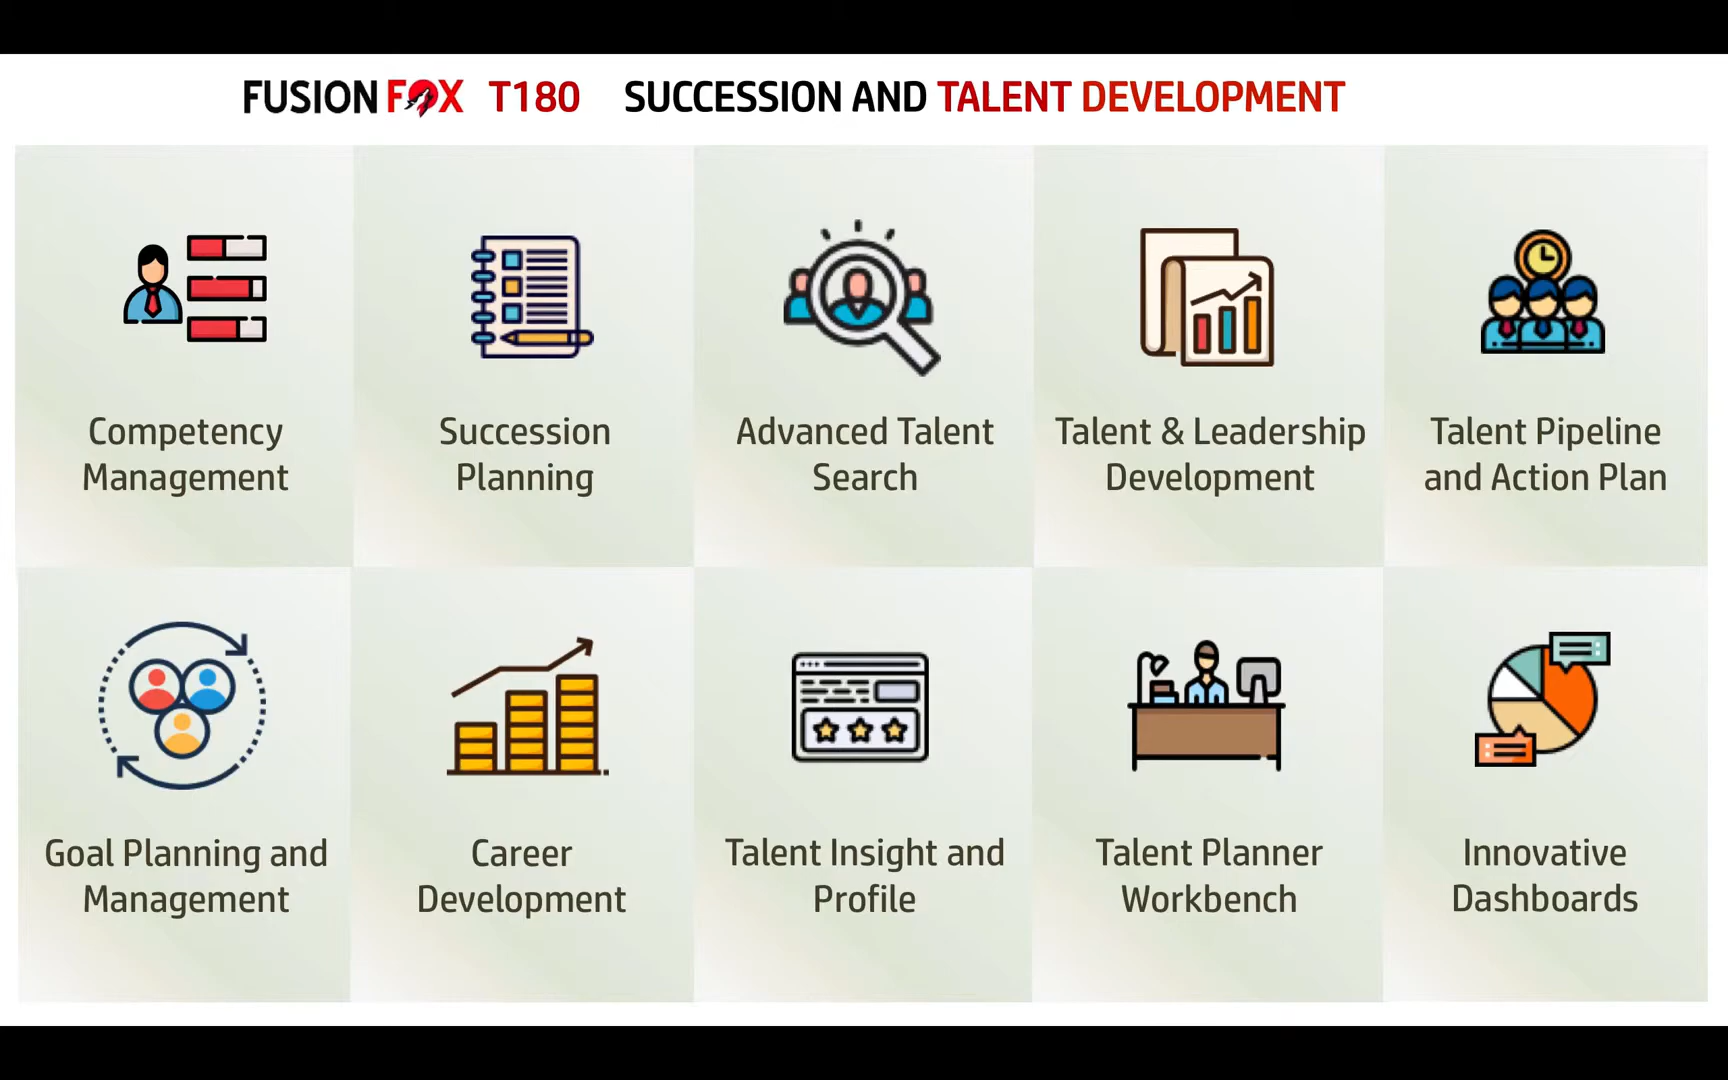 FUSION FOX T180 SUCCESSION AND TALENT DEVELOPMENT
Competency
Management
Succession
Planning
Advanced Talent
Search
Talent & Leadership
Development
Talent Pipeline
and Action Plan
Goal Planning and
Management
Career
Development
Talent Insight and
Profile
Talent Planner
Workbench
Innovative
Dashboards